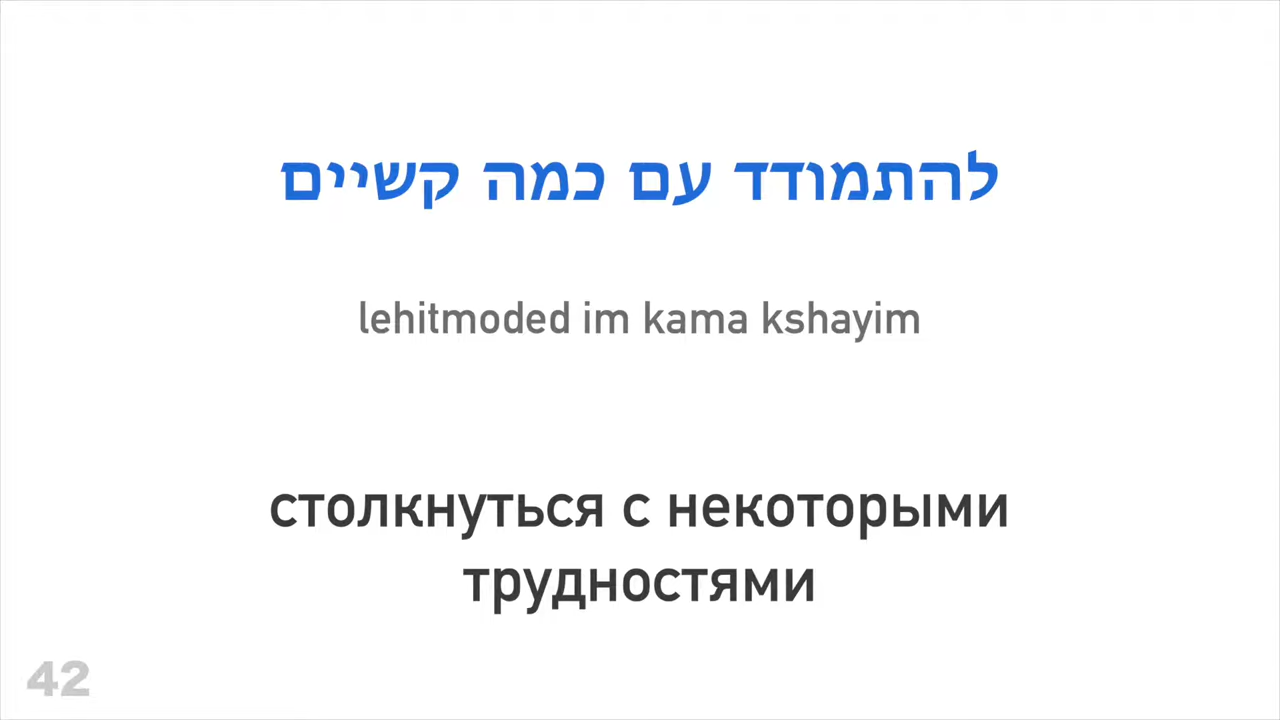 להתמודד עם כמה קשיים
lehitmoded im kama kshayim
столкнуться с некоторыми
трудностями
42